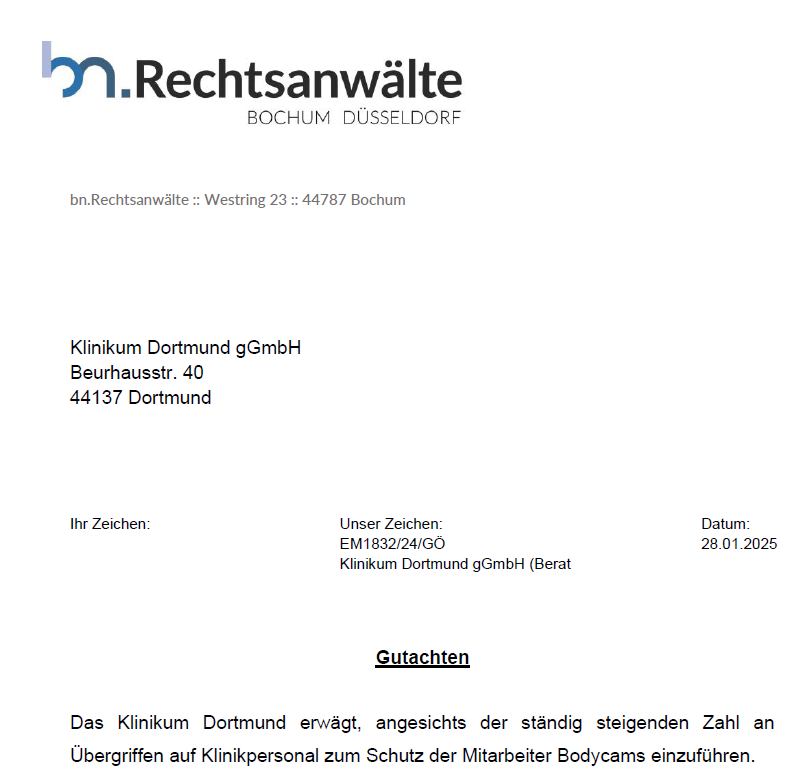 bn.Rechtsanwälte
BOCHUM DÜSSELDORF
bn.Rechtsanwälte :: Westring 23 :: 44787 Bochum
Klinikum Dortmund gGmbH
Beurhausstr. 40
44137 Dortmund
Ihr Zeichen:
Unser Zeichen:
EM1832/24/GÖ
Klinikum Dortmund gGmbH (Berat
Datum:
28.01.2025
Gutachten
Das Klinikum Dortmund erwägt, angesichts der ständig steigenden Zahl an
Übergriffen auf Klinikpersonal zum Schutz der Mitarbeiter Bodycams einzuführen.